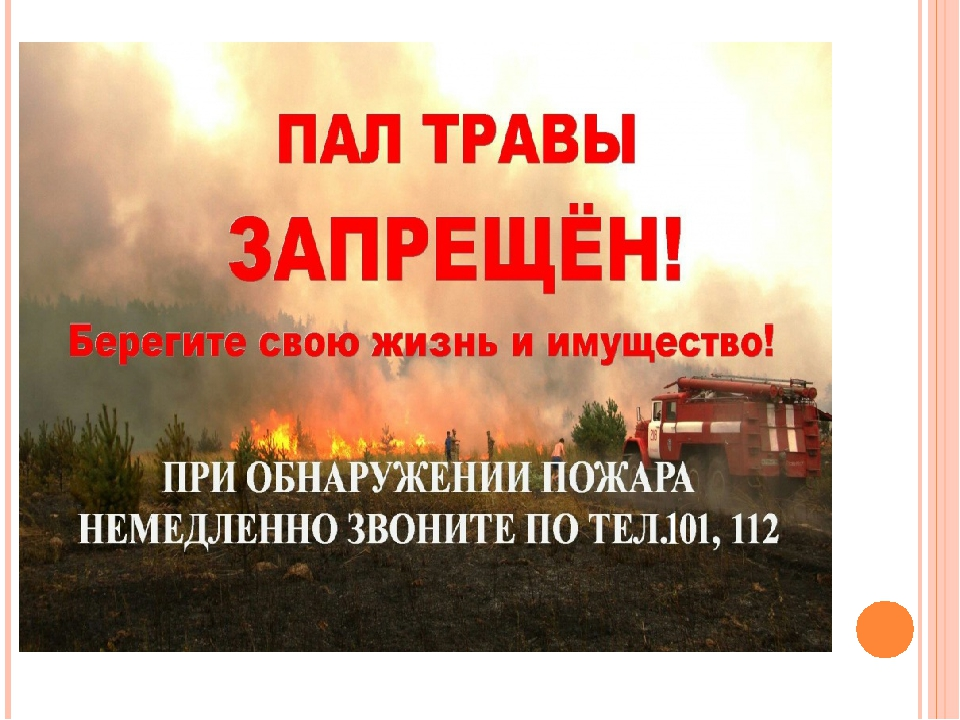 ПАЛ ТРАВЫ
ЗАПРЕЩЁН!
Берегите свою жизнь и имущество!
ПРИ ОБНАРУЖЕНИИ ПОЖАРА
НЕМЕДЛЕННО ЗВОНИТЕ ПО ТЕЛ.101, 112